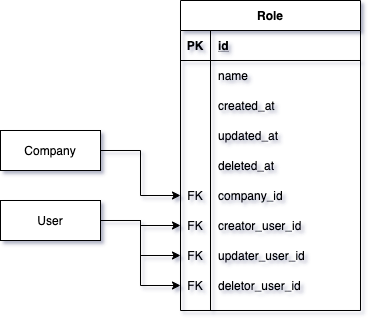 Role
PK id
name
created_at
updated_at
deleted_at
Company
FK company_id
User
FK creator_user_id
FK updater_user_id
FK deletor_user_id